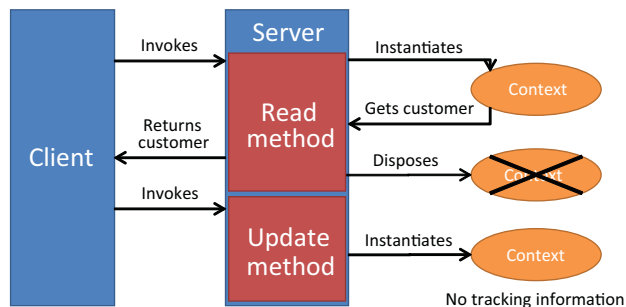 Client
Invokes
Returns
customer
Invokes
Server
Read
method
Update
method
Instantiates
Context
Gets customer
Disposes
Context
Instantiates
Context
No tracking information